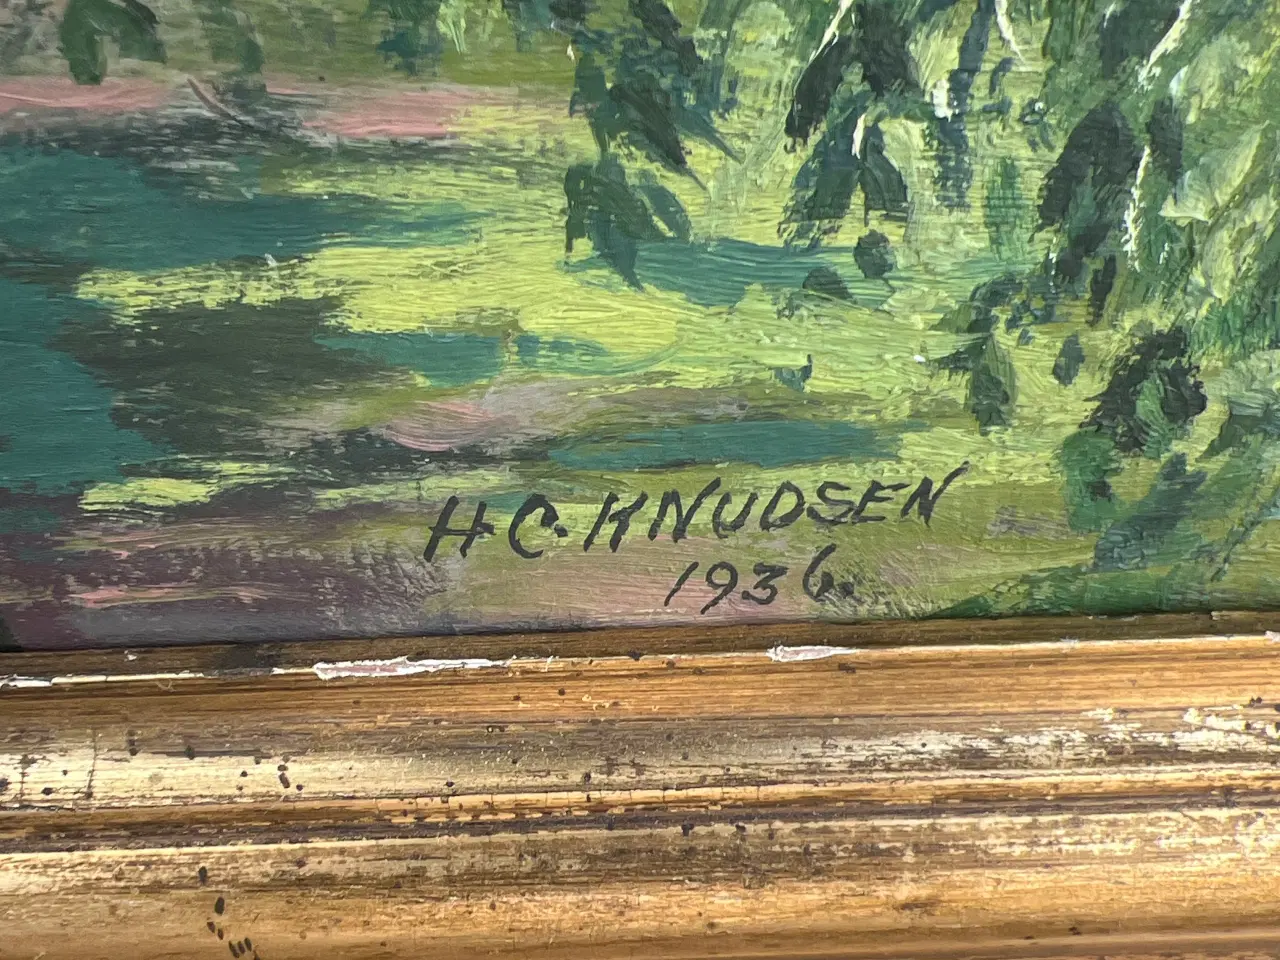 H C. KNUDSEN
1936.